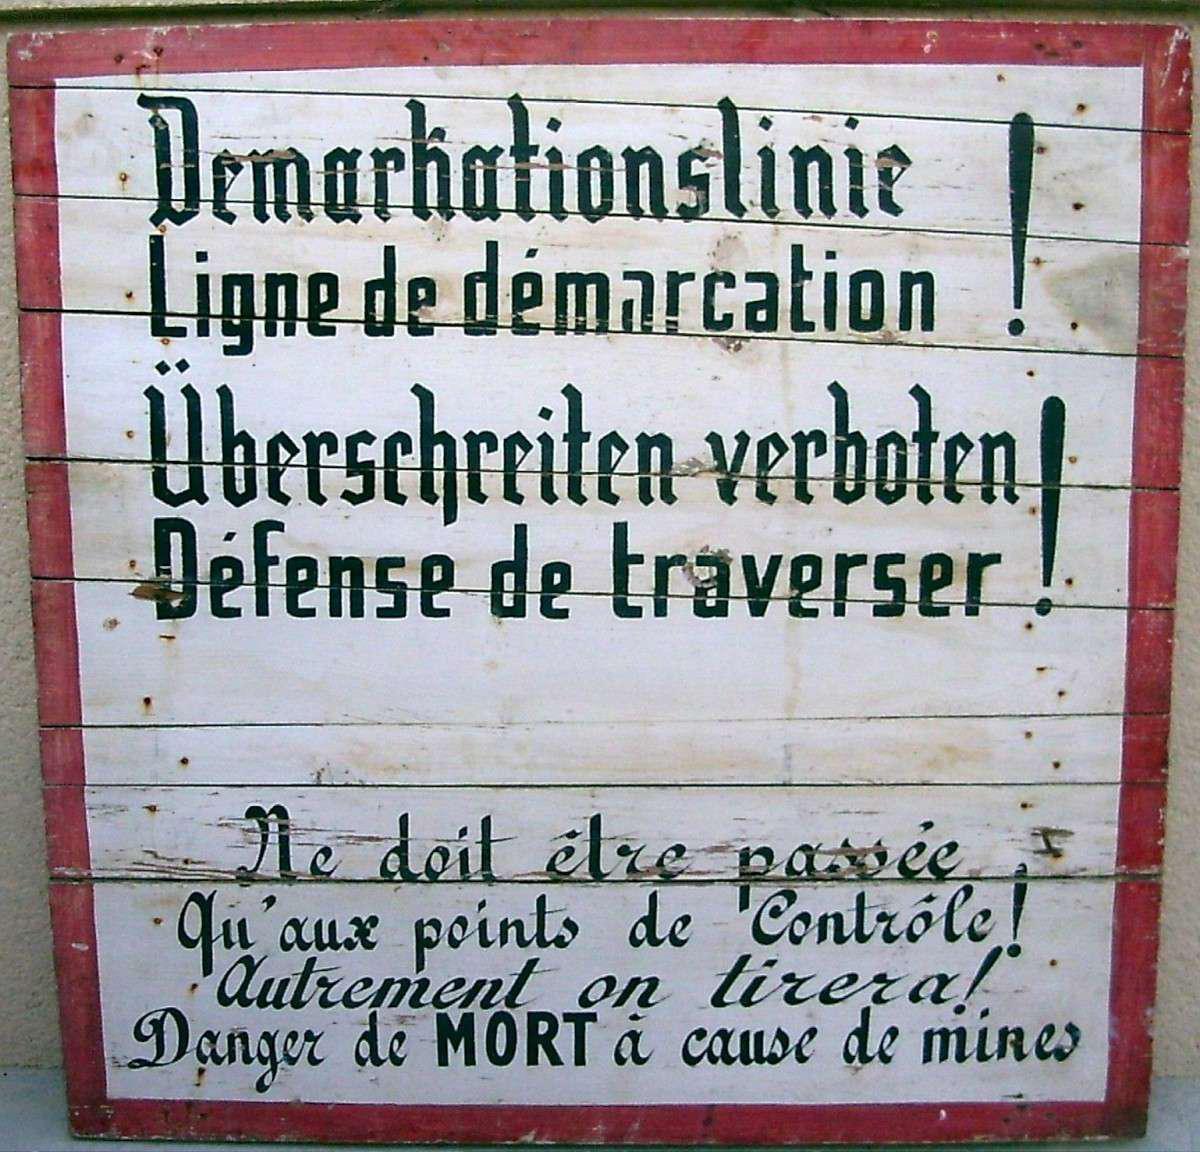 Demarkationslinie !
Ligne de démarcation
Überschreiten verboten !
Défense de traverser
Ne doit être passée
Qu'aux points de Contrôle!
Autrement on tirera!
Danger de MORT à cause de mines